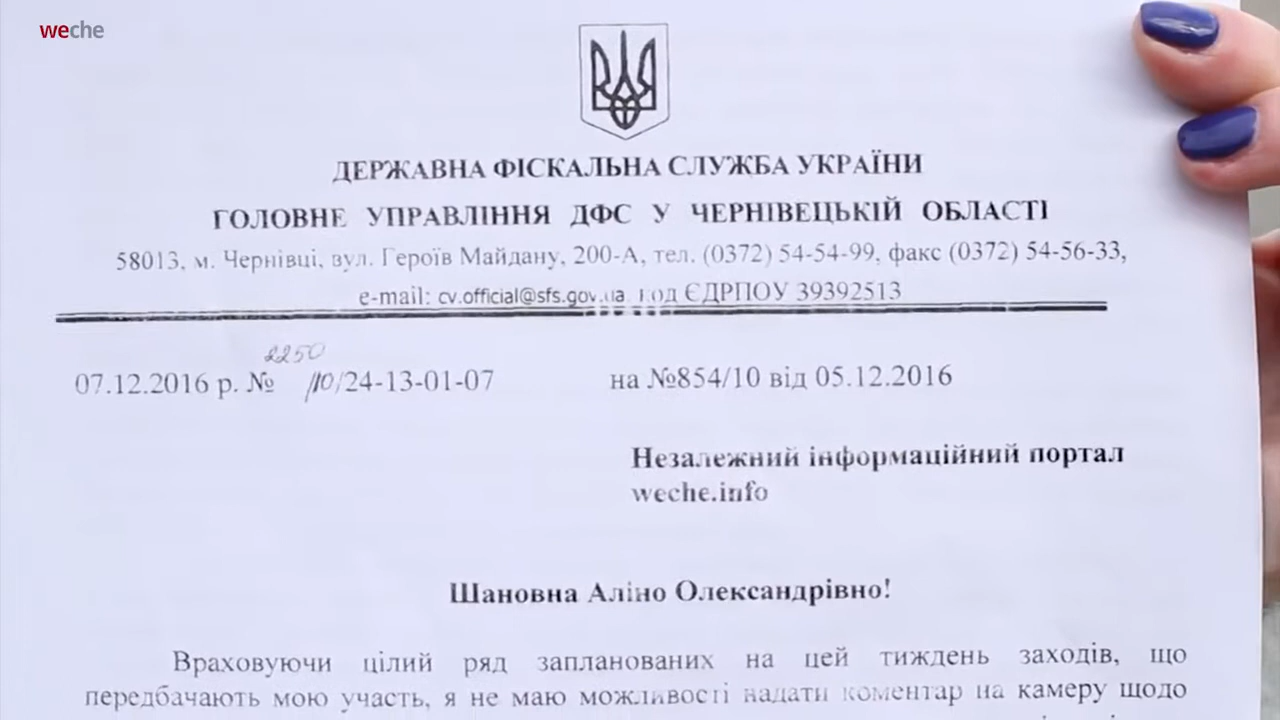 weche
ДЕРЖАВНА ФІСКАЛЬНА СЛУЖБА УКРАЇНИ
ГОЛОВНЕ УПРАВЛІННЯ ДФС У ЧЕРНІВЕЦЬКІЙ ОБЛАСТІ
58013, м. Чернівці, вул. Героїв Майдану, 200-А, тел. (0372) 54-54-99, факс (0372) 54-56-33,
e-mail: cv.official@sfs.gov.ua, код ЄДРПОУ 39392513
2250
07.12.2016 р. № /10/24-13-01-07 на №854/10 від 05.12.2016
Незалежний інформаційний портал
weche.info
Шановна Аліно Олександрівно!
Враховуючи цілий ряд запланованих на цей тиждень заходів, що
передбачають мою участь, я не маю можливості надати коментар на камеру щодо